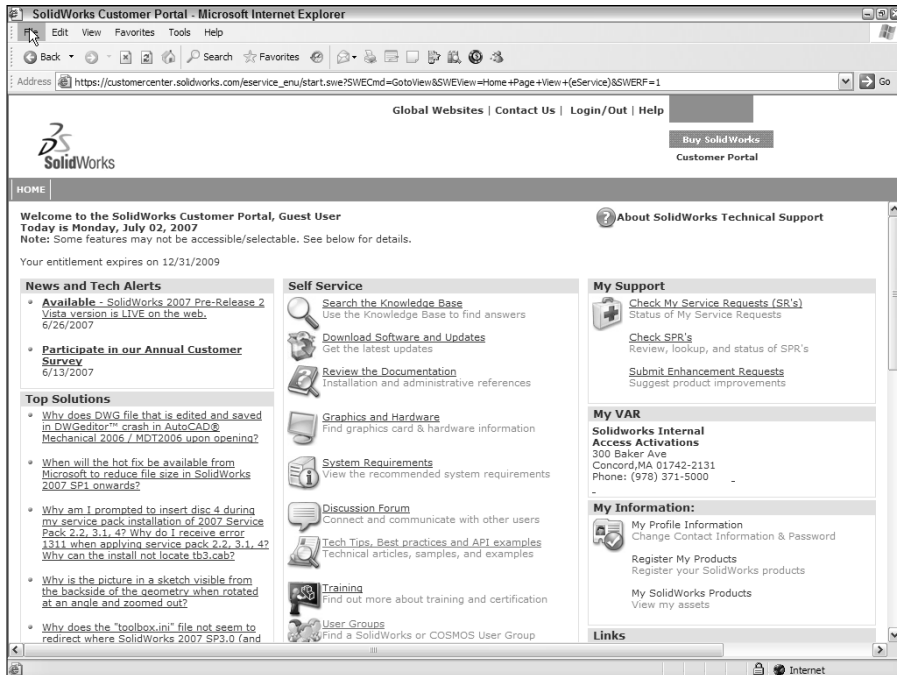 SolidWorks Customer Portal - Microsoft Internet Explorer
File Edit View Favorites Tools Help
Back Search Favorites
Address https://customercenter.solidworks.com/eservice_enu/start.swe?SWECmd=GotoView&SWEView=Home+Page+View+(eService)&SWERF=1 Go
Global Websites | Contact Us | Login/Out | Help
Buy SolidWorks
Customer Portal
SolidWorks
HOME
Welcome to the SolidWorks Customer Portal, Guest User
Today is Monday, July 02, 2007
Note: Some features may not be accessible/selectable. See below for details.
Your entitlement expires on 12/31/2009
About SolidWorks Technical Support
News and Tech Alerts
Available - SolidWorks 2007 Pre-Release 2
Vista version is LIVE on the web.
6/26/2007
Participate in our Annual Customer
Survey
6/13/2007
Top Solutions
Why does DWG file that is edited and saved
in DWGeditor™ crash in AutoCAD®
Mechanical 2006 / MDT2006 upon opening?
When will the hot fix be available from
Microsoft to reduce file size in SolidWorks
2007 SP1 onwards?
Why am I prompted to insert disc 4 during
my service pack installation of 2007 Service
Pack 2.2, 3.1, 4? Why do I receive error
1311 when applying service pack 2.2, 3.1, 4?
Why can the install not locate tb3.cab?
Why is the picture in a sketch visible from
the backside of the geometry when rotated
at an angle and zoomed out?
Why does the "toolbox.ini" file not seem to
redirect where SolidWorks 2007 SP3.0 (and
Self Service
Search the Knowledge Base
Use the Knowledge Base to find answers
Download Software and Updates
Get the latest updates
Review the Documentation
Installation and administrative references
Graphics and Hardware
Find graphics card & hardware information
System Requirements
View the recommended system requirements
Discussion Forum
Connect and communicate with other users
Tech Tips, Best practices and API examples
Technical articles, samples, and examples
Training
Find out more about training and certification
User Groups
Find a SolidWorks or COSMOS User Group
My Support
Check My Service Requests (SR's)
Status of My Service Requests
Check SPR's
Review, lookup, and status of SPR's
Submit Enhancement Requests
Suggest product improvements
My VAR
Solidworks Internal
Access Activations
300 Baker Ave
Concord,MA 01742-2131
Phone: (978) 371-5000
My Information:
My Profile Information
Change Contact Information & Password
Register My Products
Register your SolidWorks products
My SolidWorks Products
View my assets
Links
Internet